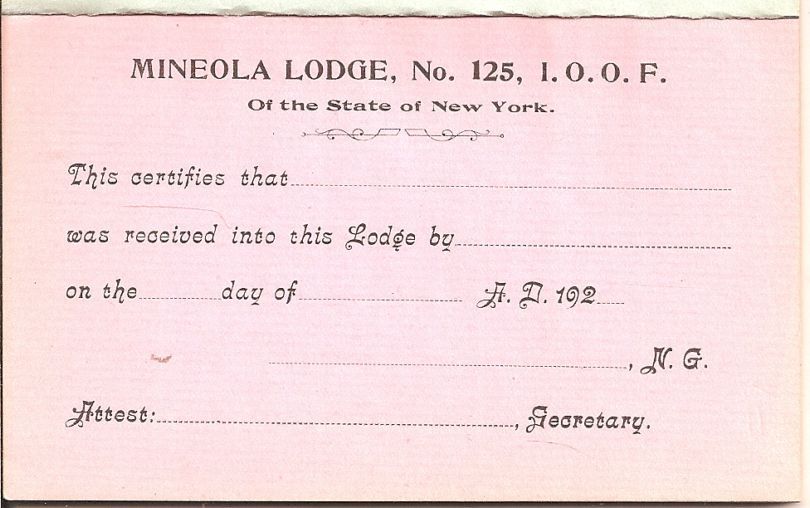 MINEOLA LODGE, No. 125, I. O. O. F.
Of the State of New York.
This certifies that
was received into this Lodge by
on the day of A. D. 192
, N. G.
Attest: , Secretary.